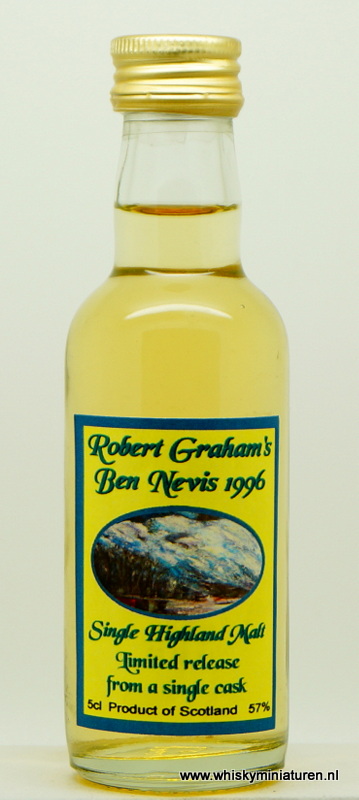 Robert Graham's
Ben Nevis 1996
Single Highland Malt
Limited release
from a single cask
5cl Product of Scotland 57%
www.whiskyminiaturen.nl